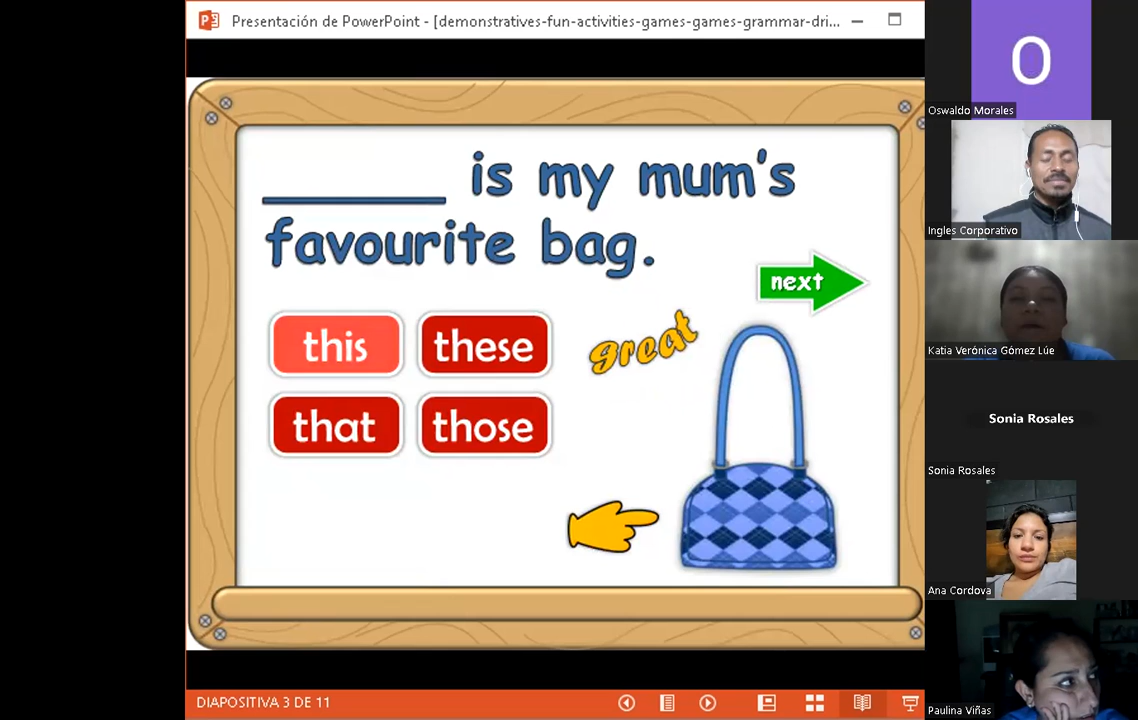 Presentación de PowerPoint - [demonstratives-fun-activities-games-games-grammar-dri...
O
Oswaldo Morales
Ingles Corporativo
Katia Verónica Gómez Lúe
Sonia Rosales
Sonia Rosales
Ana Cordova
Paulina Viñas
_______ is my mum's
favourite bag.
next
this these
great
that those
DIAPOSITIVA 3 DE 11